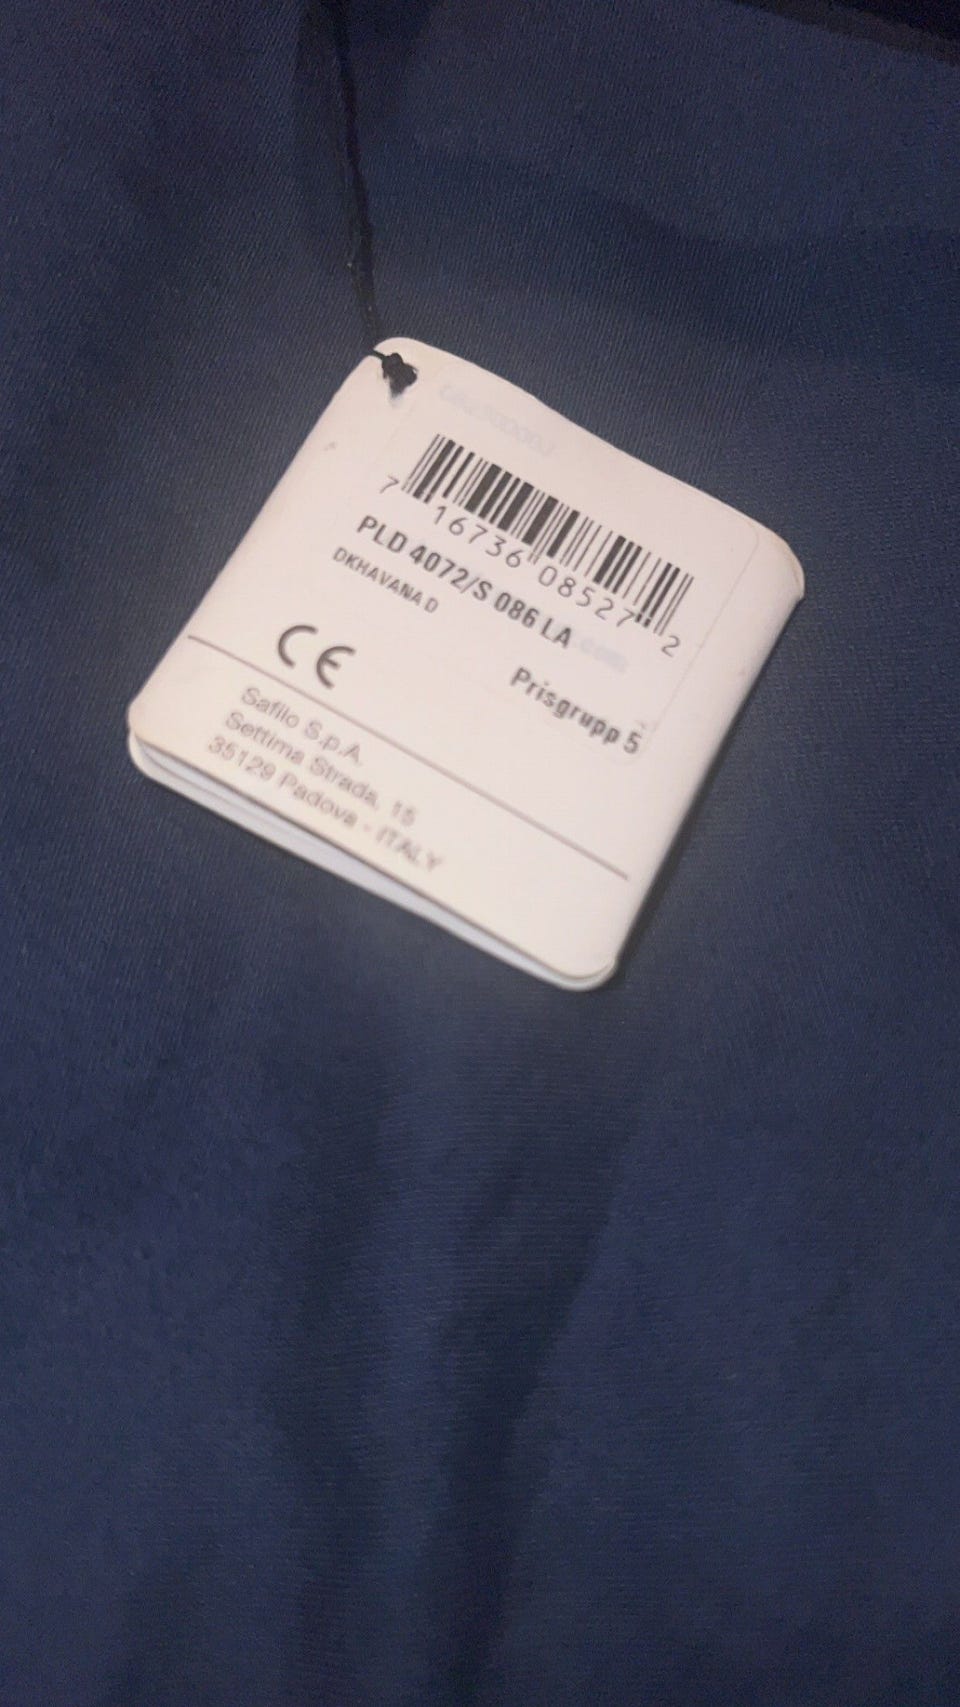 7 16736 08527 2
PLD 4072/S 086 LA
DKHAVANA D
Prisgrupp 5
CE
Safilo S.p.A.
Settima Strada, 15
35129 Padova - ITALY